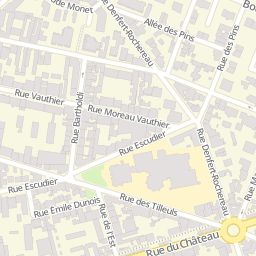 de Monet
Allée des Pins
Rue Denfert-Rochereau
Rue des Pins
Rue Vauthier
Rue Bartholdi
Rue Moreau Vauthier
Rue Escudier
Rue Denfert-Rochereau
Rue Escudier
Rue des Tilleuls
Rue Émile Dunois
Rue de l'Est
Rue du Château